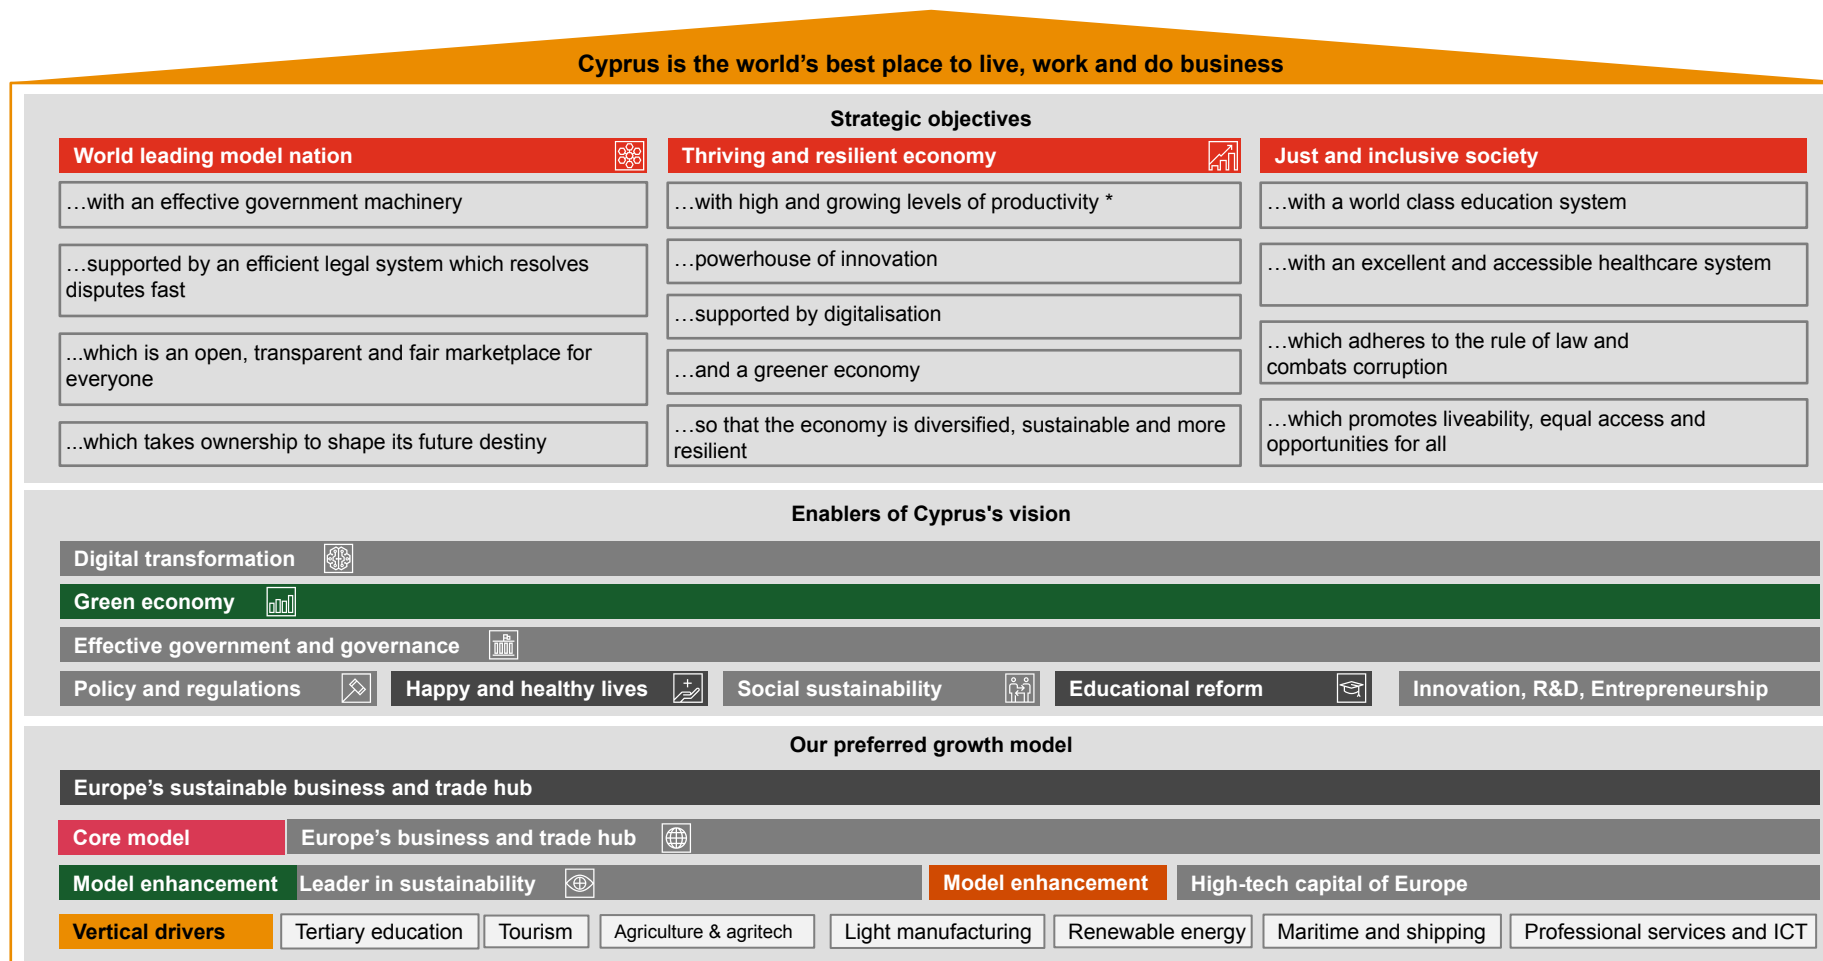 Cyprus is the world’s best place to live, work and do business
Strategic objectives
World leading model nation
…with an effective government machinery
…supported by an efficient legal system which resolves
disputes fast
...which is an open, transparent and fair marketplace for
everyone
...which takes ownership to shape its future destiny
Thriving and resilient economy
…with high and growing levels of productivity *
…powerhouse of innovation
…supported by digitalisation
…and a greener economy
…so that the economy is diversified, sustainable and more
resilient
Just and inclusive society
…with a world class education system
…with an excellent and accessible healthcare system
…which adheres to the rule of law and
combats corruption
…which promotes liveability, equal access and
opportunities for all
Enablers of Cyprus's vision
Digital transformation
Green economy
Effective government and governance
Policy and regulations
Happy and healthy lives
Social sustainability
Educational reform
Innovation, R&D, Entrepreneurship
Our preferred growth model
Europe’s sustainable business and trade hub
Core model
Europe’s business and trade hub
Model enhancement
Leader in sustainability
Model enhancement
High-tech capital of Europe
Vertical drivers
Tertiary education
Tourism
Agriculture & agritech
Light manufacturing
Renewable energy
Maritime and shipping
Professional services and ICT